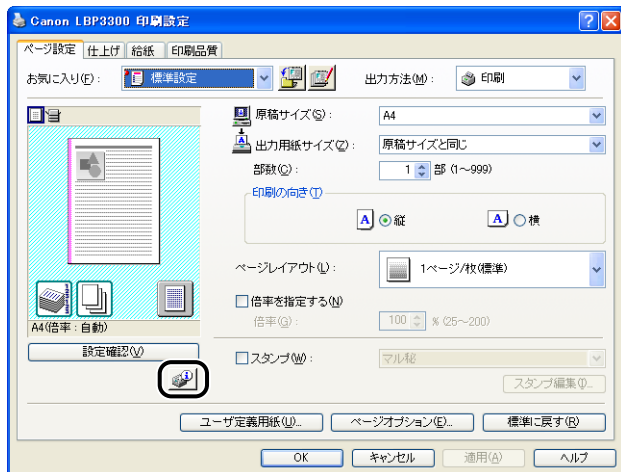 Canon LBP3300 印刷設定
ページ設定 仕上げ 給紙 印刷品質
お気に入り(F): 標準設定 出力方法(M): 印刷
原稿サイズ(S): A4
出力用紙サイズ(Z): 原稿サイズと同じ
部数(C): 1 部 (1～999)
印刷の向き(T)
A 縦 A 横
ページレイアウト(L): 1ページ/枚(標準)
倍率を指定する(N)
倍率(G): 100 % (25～200)
A4(倍率:自動)
設定確認(V)
スタンプ(W): マル秘
スタンプ編集(I)...
ユーザ定義用紙(U)... ページオプション(E)... 標準に戻す(R)
OK キャンセル 適用(A) ヘルプ